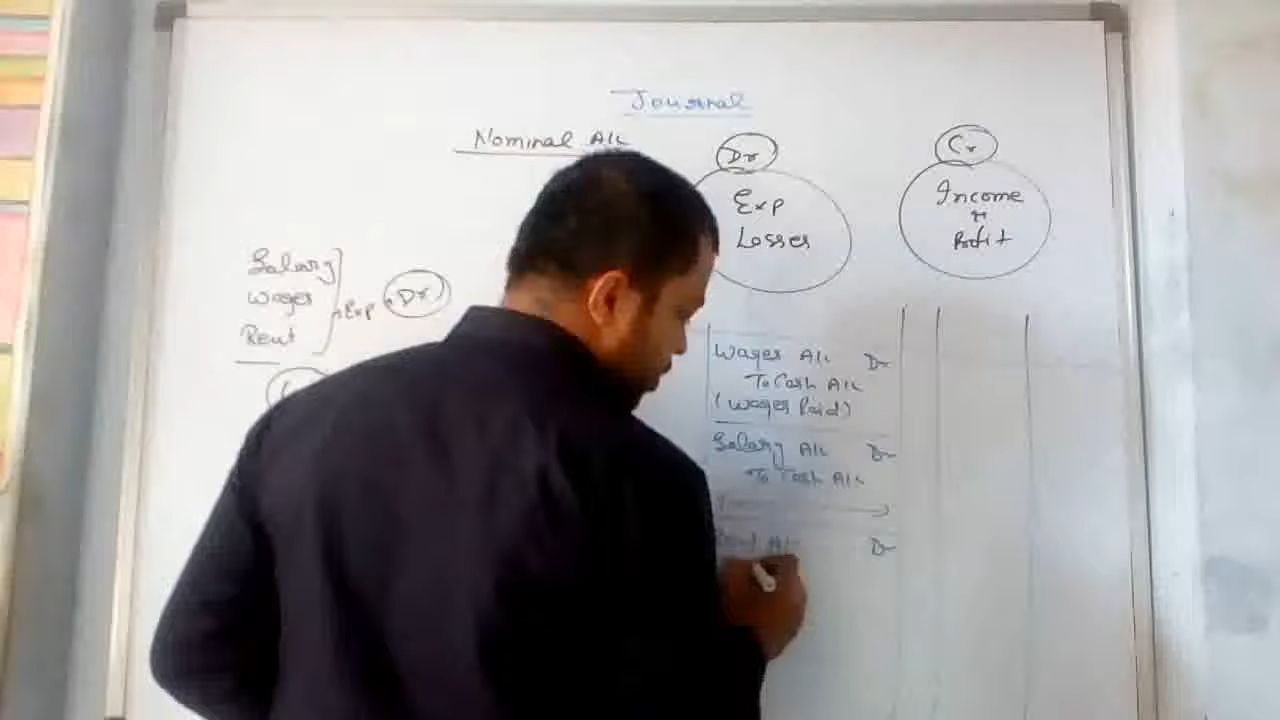 Journal
Nominal A/c
Dr
Exp
Losses
Cr
Income
Profit
Salary
Wages
Rent
Exp
Dr
Wages A/c Dr
To Cash A/c
(Wages Paid)
Salary A/c Dr
To Cash A/c
Rent A/c Dr